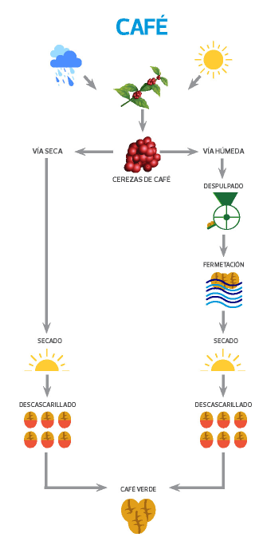 CAFÉ
VÍA SECA
VÍA HÚMEDA
CEREZAS DE CAFÉ
DESPULPADO
FERMETACIÓN
SECADO
SECADO
DESCASCARILLADO
DESCASCARILLADO
CAFÉ VERDE